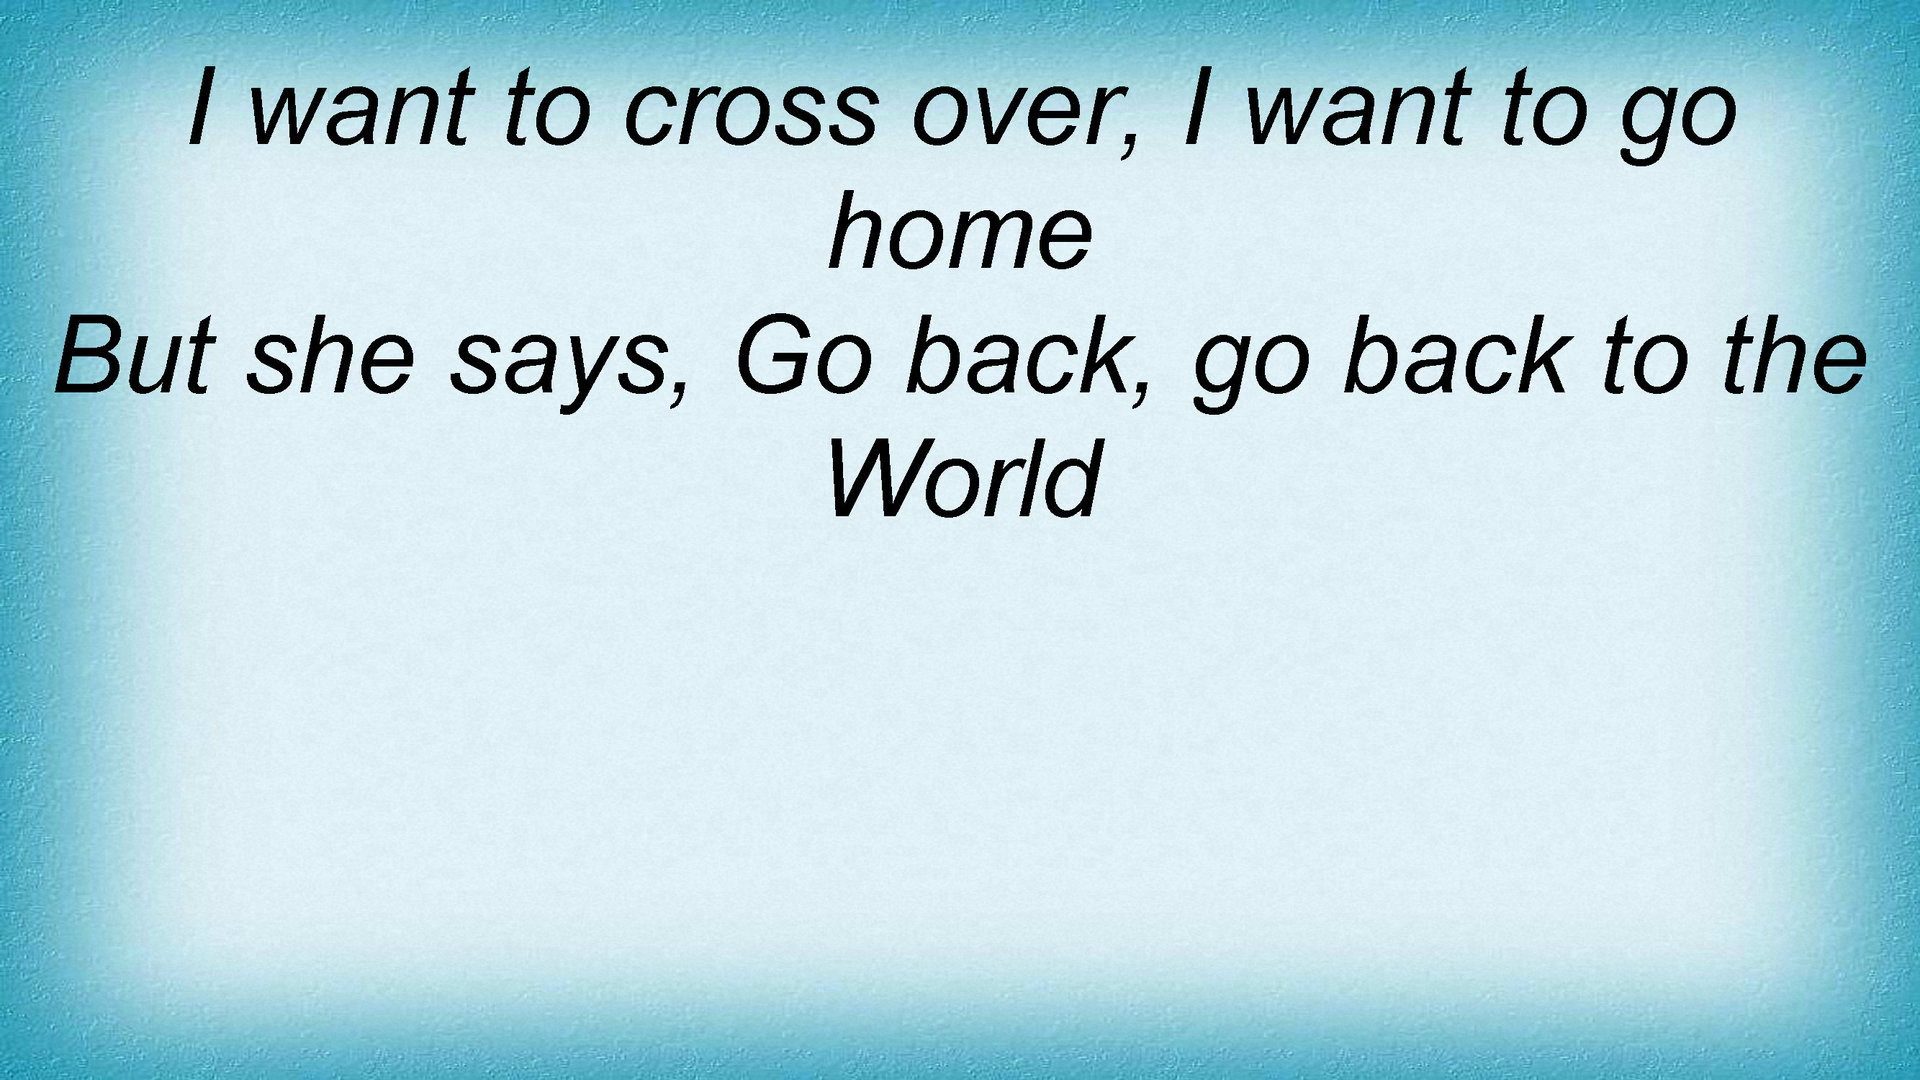 I want to cross over, I want to go
home
But she says, Go back, go back to the
World